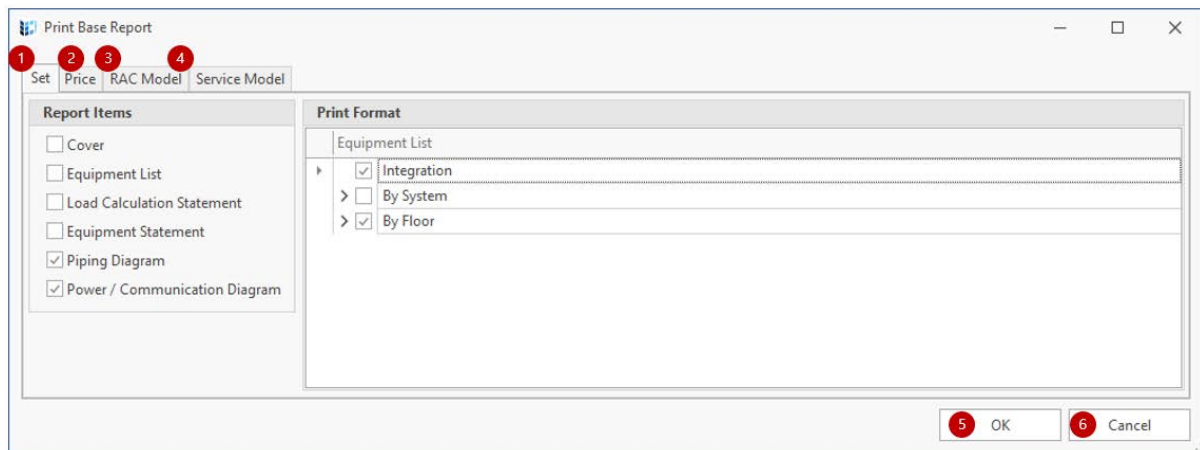 Print Base Report
1 2 3 4
Set Price RAC Model Service Model
Report Items
Cover
Equipment List
Load Calculation Statement
Equipment Statement
Piping Diagram
Power / Communication Diagram
Print Format
Equipment List
Integration
By System
By Floor
5 OK 6 Cancel